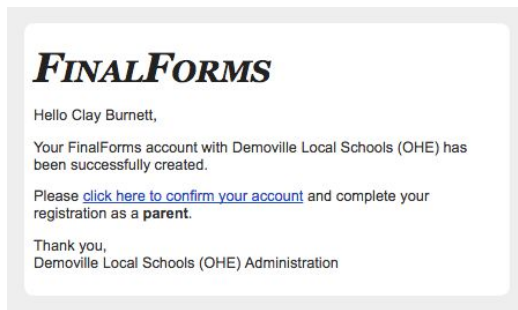 FINALFORMS
Hello Clay Burnett,
Your FinalForms account with Demoville Local Schools (OHE) has
been successfully created.
Please click here to confirm your account and complete your
registration as a parent.
Thank you,
Demoville Local Schools (OHE) Administration